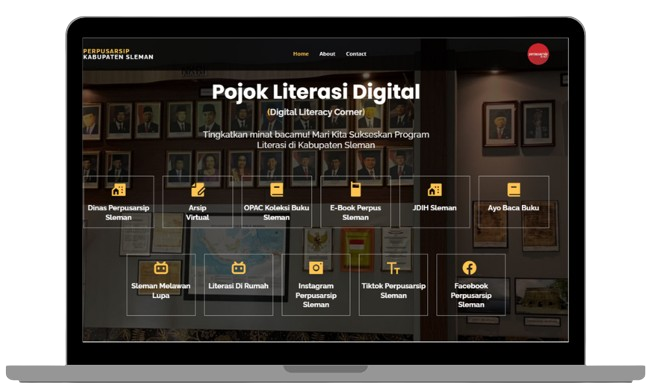 PERPUSARSIP
KABUPATEN SLEMAN
Home About Contact
Pojok Literasi Digital
(Digital Literacy Corner)
Tingkatkan minat bacamu! Mari Kita Sukseskan Program
Literasi di Kabupaten Sleman
Dinas Perpusarsip
Sleman
Arsip
Virtual
OPAC Koleksi Buku
Sleman
E-Book Perpus
Sleman
JDIH Sleman
Ayo Baca Buku
Sleman Melawan
Lupa
Literasi Di Rumah
Instagram
Perpusarsip
Sleman
Tiktok Perpusarsip
Sleman
Facebook
Perpusarsip
Sleman